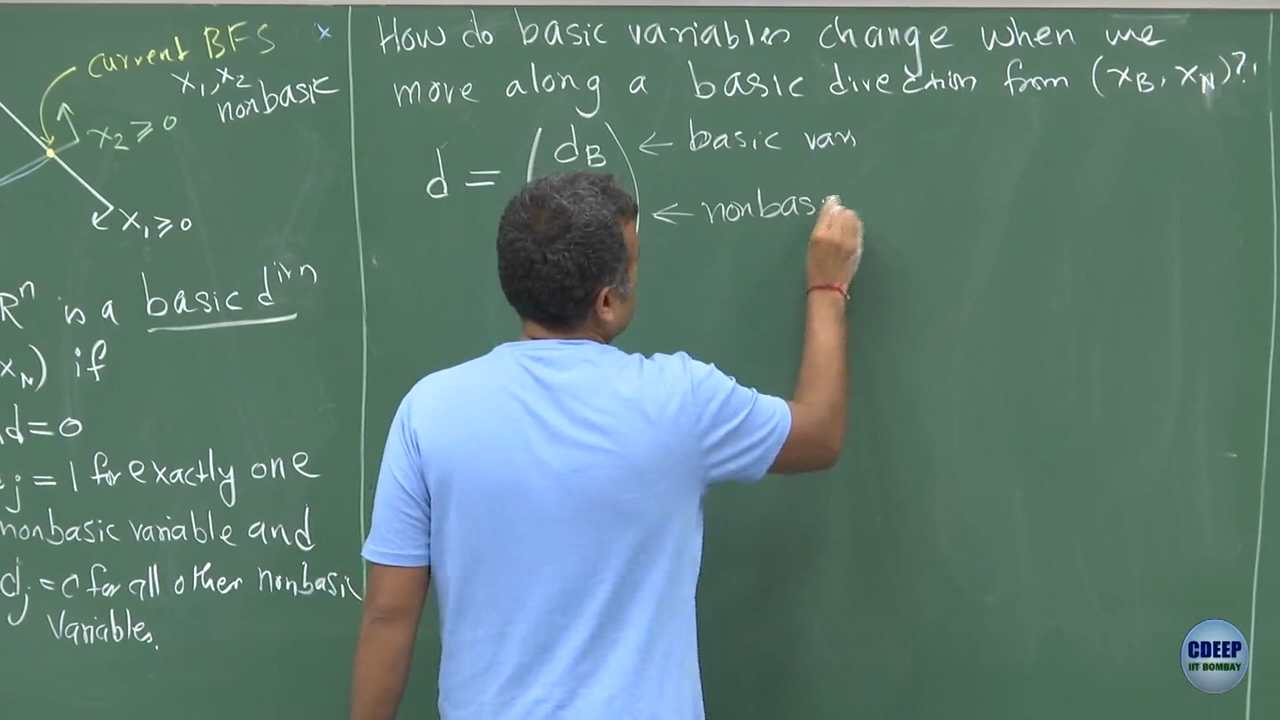 current BFS
x₁, x₂
nonbasic
x₂ ⩾ 0
x₁ ⩾ 0
Rⁿ is a basic dirn
x_N) if
d = 0
j = 1 for exactly one
nonbasic variable and
d_j = 0 for all other nonbasic
variables.
x
How do basic variables change when we
move along a basic direction from (x_B, x_N)?
d = ( d_B ) ← basic vars
← nonbas
CDEEP
IIT BOMBAY